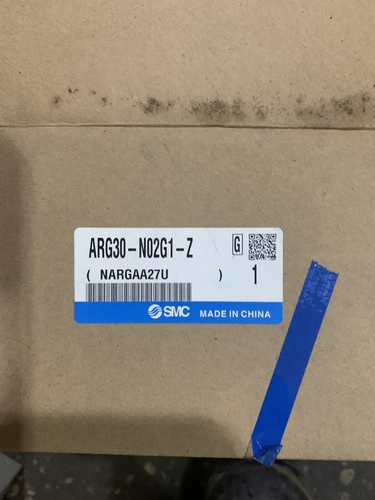 ARG30-N02G1-Z
G
( NARGAA27U )
1
SMC MADE IN CHINA